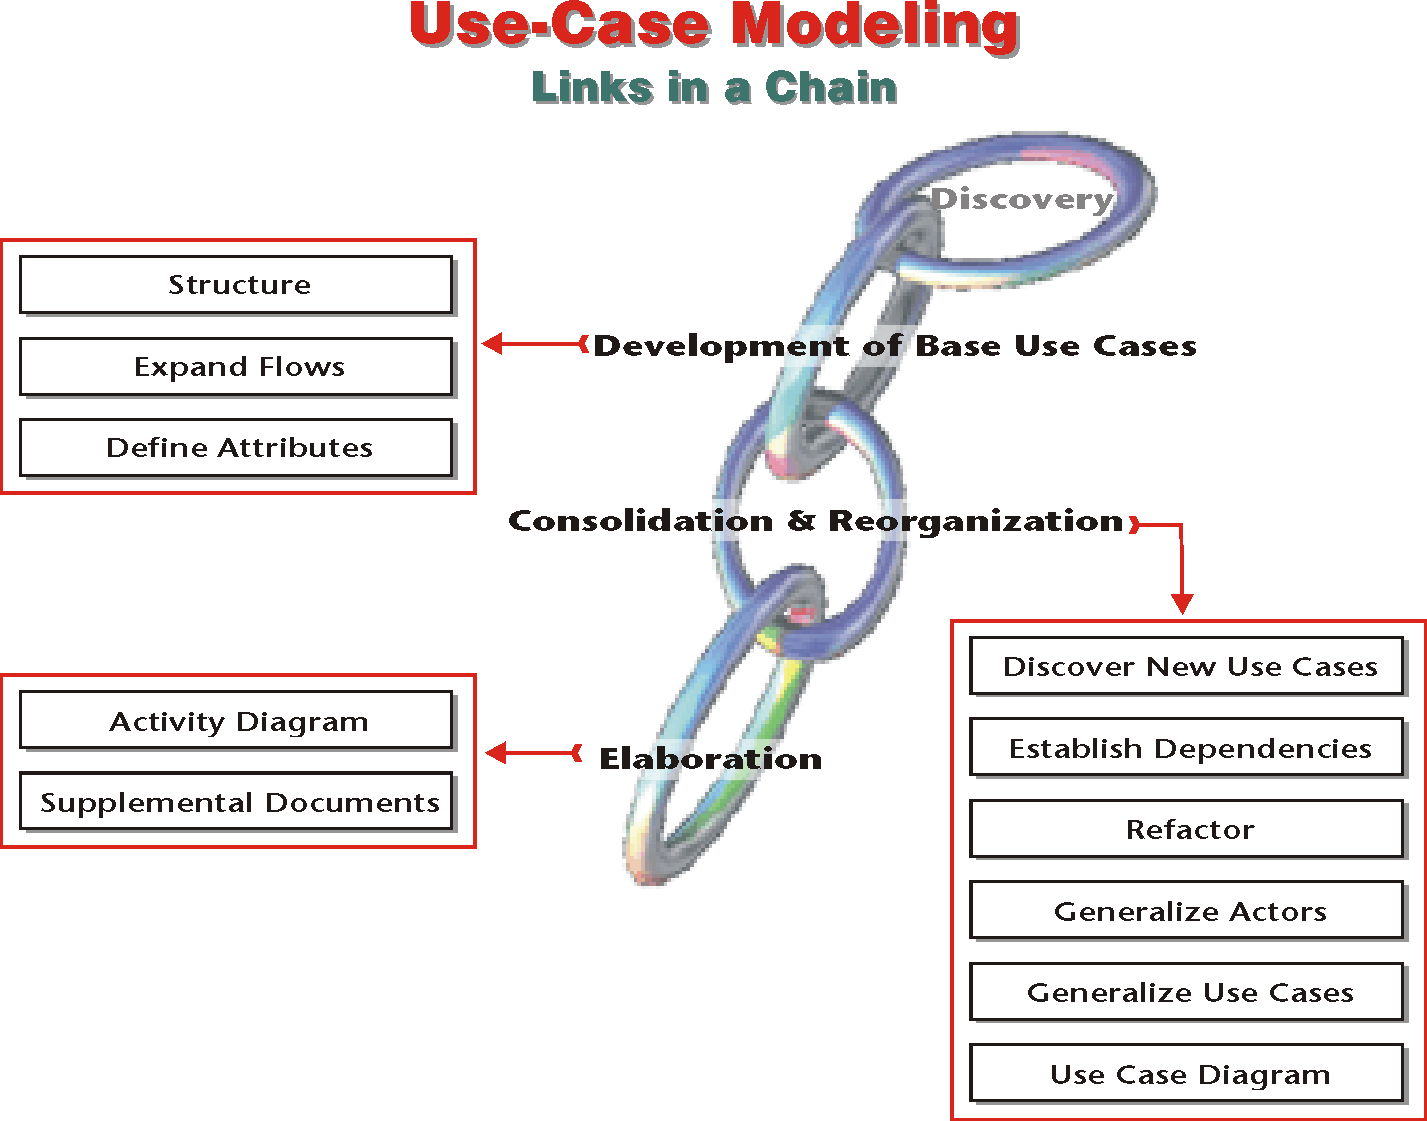 Use-Case Modeling
Links in a Chain
Discovery
Development of Base Use Cases
Structure
Expand Flows
Define Attributes
Consolidation & Reorganization
Discover New Use Cases
Establish Dependencies
Refactor
Generalize Actors
Generalize Use Cases
Use Case Diagram
Elaboration
Activity Diagram
Supplemental Documents